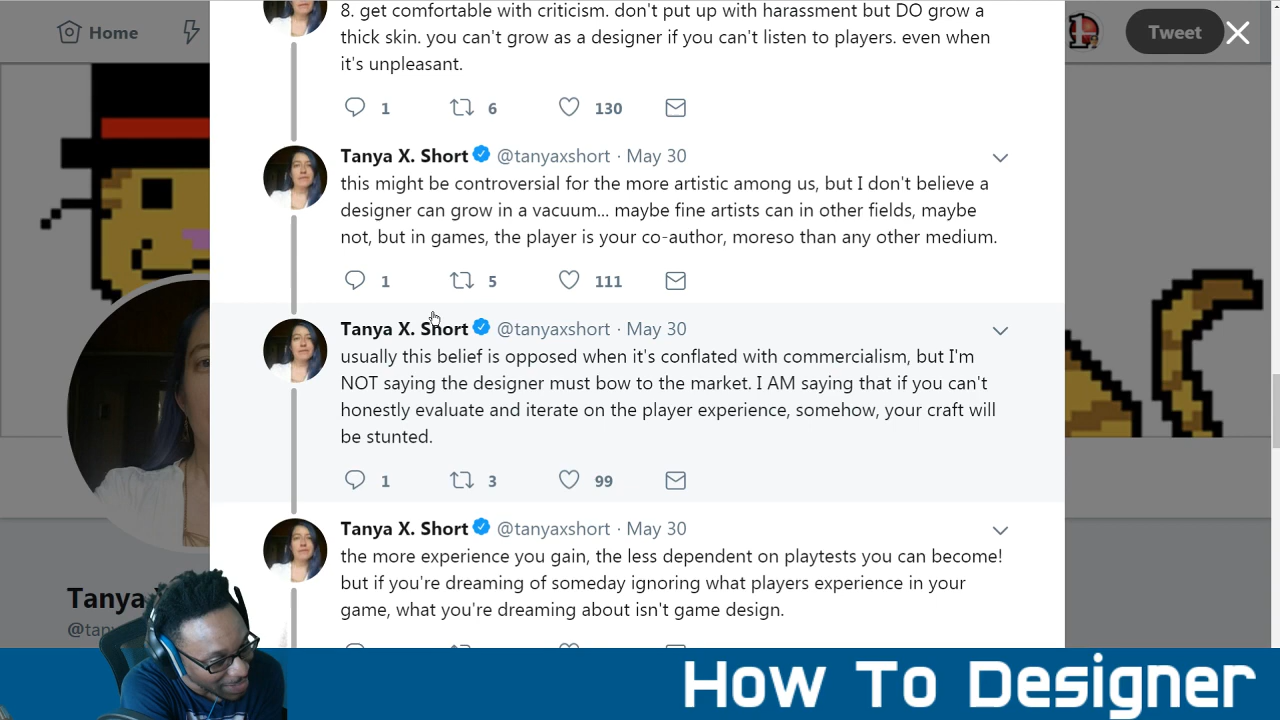 Home
Tweet
8. get comfortable with criticism. don't put up with harassment but DO grow a
thick skin. you can't grow as a designer if you can't listen to players. even when
it's unpleasant.
1 6 130
Tanya X. Short @tanyaxshort · May 30
this might be controversial for the more artistic among us, but I don't believe a
designer can grow in a vacuum... maybe fine artists can in other fields, maybe
not, but in games, the player is your co-author, moreso than any other medium.
1 5 111
Tanya X. Short @tanyaxshort · May 30
usually this belief is opposed when it's conflated with commercialism, but I'm
NOT saying the designer must bow to the market. I AM saying that if you can't
honestly evaluate and iterate on the player experience, somehow, your craft will
be stunted.
1 3 99
Tanya X. Short @tanyaxshort · May 30
the more experience you gain, the less dependent on playtests you can become!
but if you're dreaming of someday ignoring what players experience in your
game, what you're dreaming about isn't game design.
Tanya
@tany
How To Designer